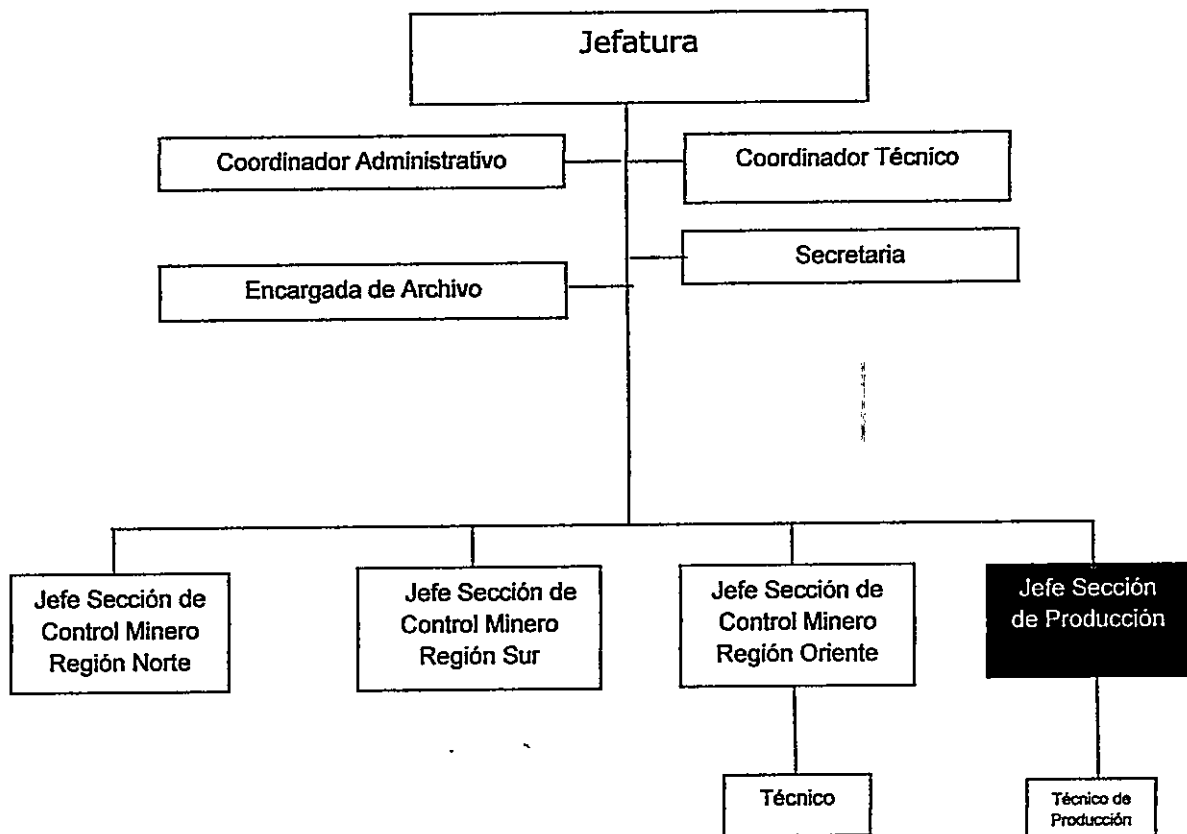 Jefatura
Coordinador Administrativo
Coordinador Técnico
Secretaria
Encargada de Archivo
Jefe Sección de
Control Minero
Región Norte
Jefe Sección de
Control Minero
Región Sur
Jefe Sección de
Control Minero
Región Oriente
Jefe Sección
de Producción
Técnico
Técnico de
Producción